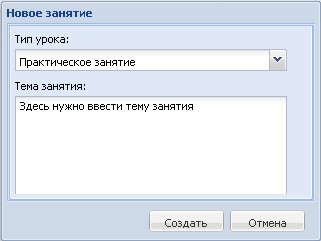 Новое занятие
Тип урока:
Практическое занятие
Тема занятия:
Здесь нужно ввести тему занятия
Создать
Отмена